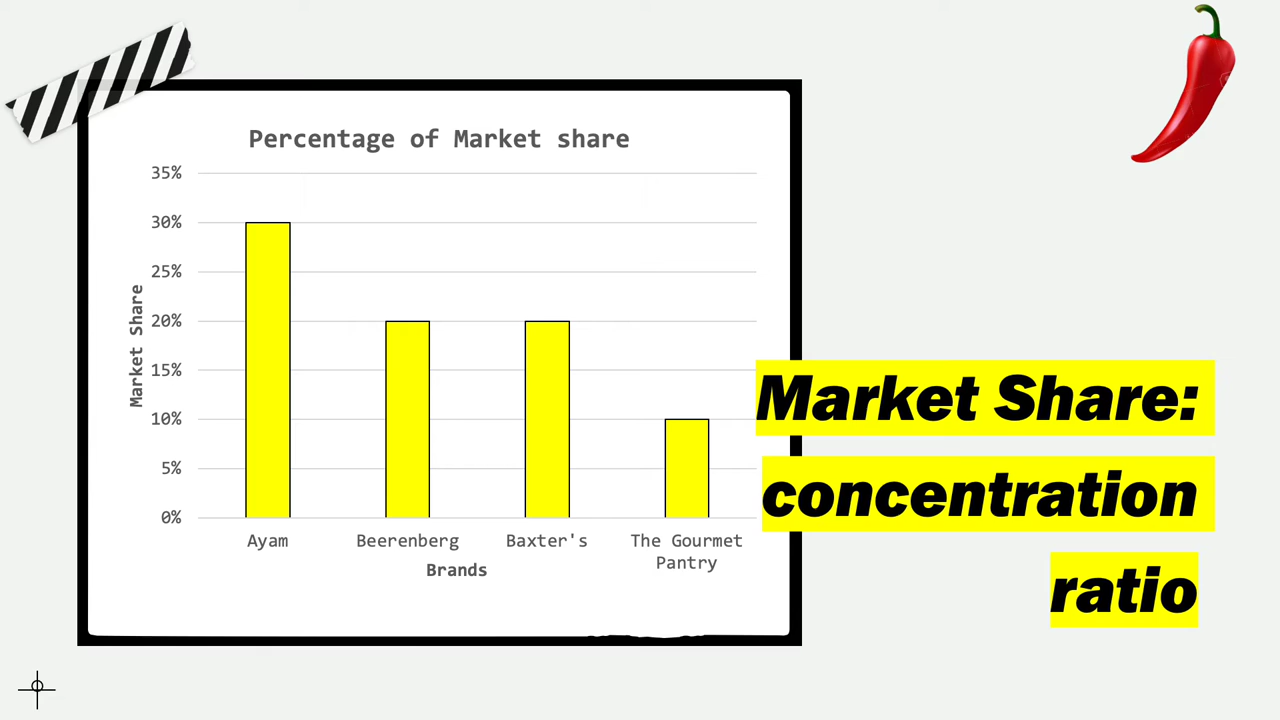 Percentage of Market share
35%
30%
25%
20%
15%
10%
5%
0%
Market Share
Ayam
Beerenberg
Baxter's
The Gourmet
Pantry
Brands
Market Share:
concentration
ratio